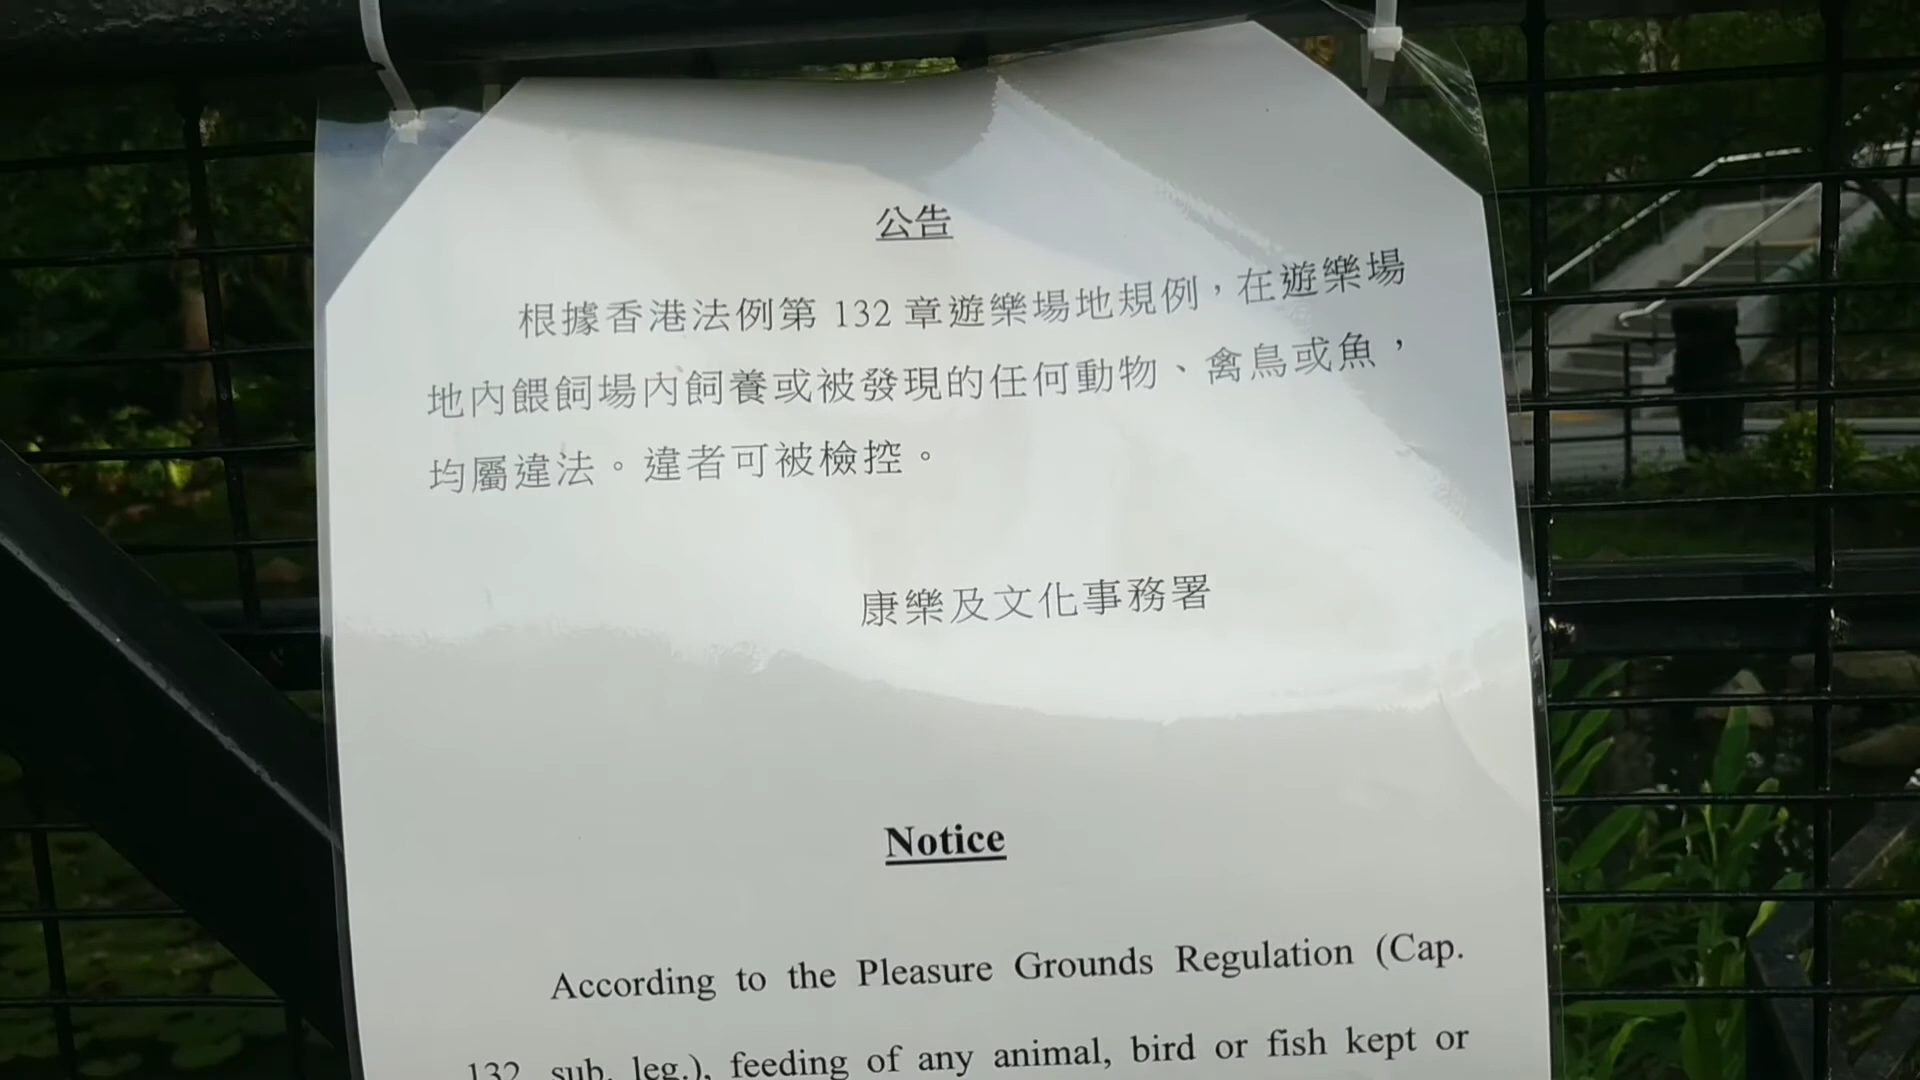 公告
根據香港法例第 132 章遊樂場地規例，在遊樂場
地內餵飼場內飼養或被發現的任何動物、禽鳥或魚，
均屬違法。違者可被檢控。
康樂及文化事務署
Notice
According to the Pleasure Grounds Regulation (Cap.
132, sub. leg.), feeding of any animal, bird or fish kept or